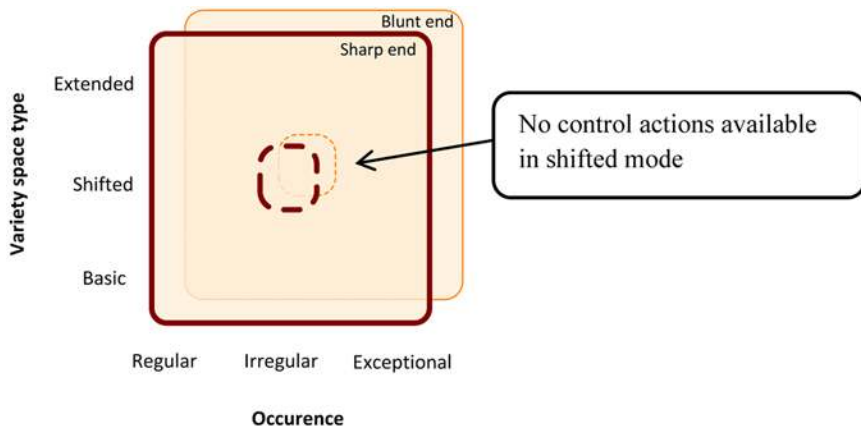 Blunt end
Sharp end
Extended
Shifted
Basic
Variety space type
No control actions available
in shifted mode
Regular Irregular Exceptional
Occurence